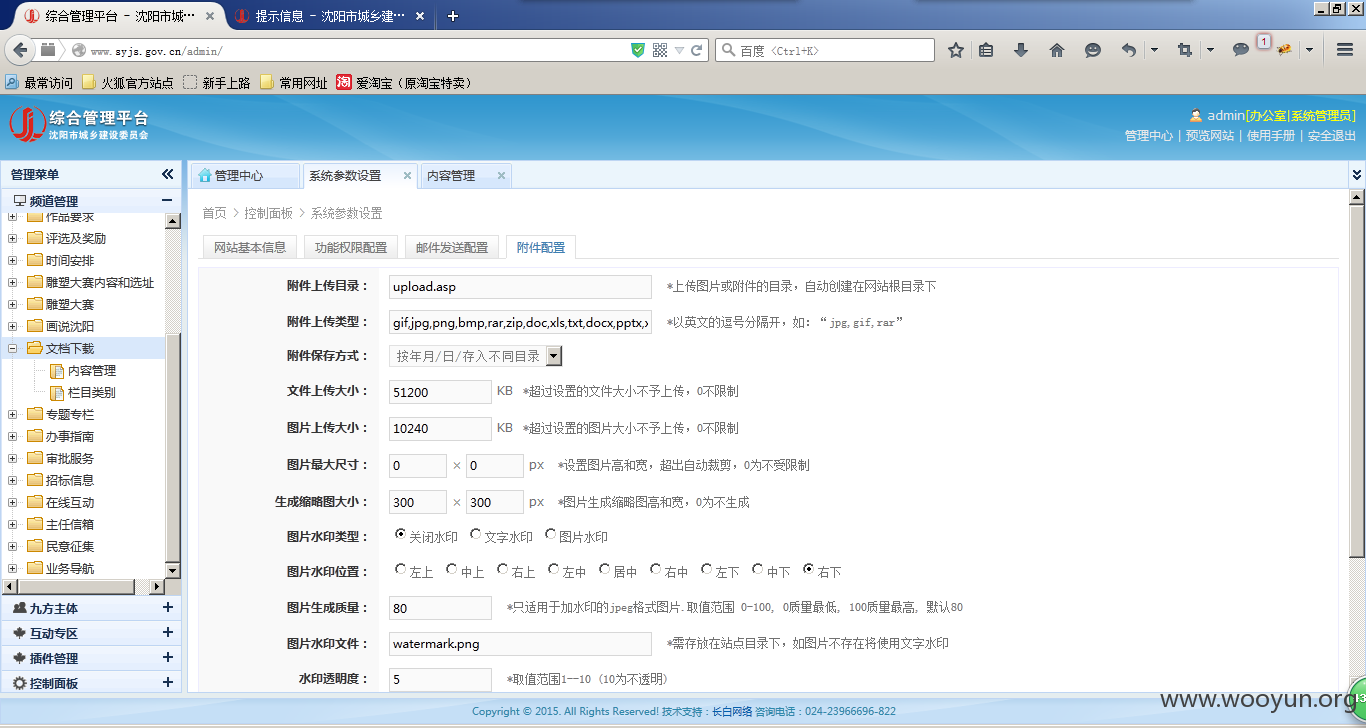 综合管理平台 - 沈阳市城乡…
提示信息 - 沈阳市城乡建…
www.syjs.gov.cn/admin/
百度 <Ctrl+K>
1
最常访问 火狐官方站点 新手上路 常用网址 淘 爱淘宝（原淘宝特卖）
综合管理平台
沈阳市城乡建设委员会
admin[办公室|系统管理员]
管理中心 | 预览网站 | 使用手册 | 安全退出
管理菜单
管理中心 系统参数设置 内容管理
频道管理
作品要求
评选及奖励
时间安排
雕塑大赛内容和选址
雕塑大赛
画说沈阳
文档下载
内容管理
栏目类别
专题专栏
办事指南
审批服务
招标信息
在线互动
主任信箱
民意征集
业务导航
九方主体
互动专区
插件管理
控制面板
首页 > 控制面板 > 系统参数设置
网站基本信息 功能权限配置 邮件发送配置 附件配置
附件上传目录： upload.asp *上传图片或附件的目录，自动创建在网站根目录下
附件上传类型： gif,jpg,png,bmp,rar,zip,doc,xls,txt,docx,pptx,x *以英文的逗号分隔开，如：“jpg,gif,rar”
附件保存方式： 按年月/日/存入不同目录
文件上传大小： 51200 KB *超过设置的文件大小不予上传，0不限制
图片上传大小： 10240 KB *超过设置的图片大小不予上传，0不限制
图片最大尺寸： 0 × 0 px *设置图片高和宽，超出自动裁剪，0为不受限制
生成缩略图大小： 300 × 300 px *图片生成缩略图高和宽，0为不生成
图片水印类型： 关闭水印 文字水印 图片水印
图片水印位置： 左上 中上 右上 左中 居中 右中 左下 中下 右下
图片生成质量： 80 *只适用于加水印的jpeg格式图片.取值范围 0-100, 0质量最低, 100质量最高, 默认80
图片水印文件： watermark.png *需存放在站点目录下，如图片不存在将使用文字水印
水印透明度： 5 *取值范围1--10 (10为不透明)
Copyright © 2015. All Rights Reserved! 技术支持：长白网络 咨询电话：024-23966696-822
www.wooyun.org